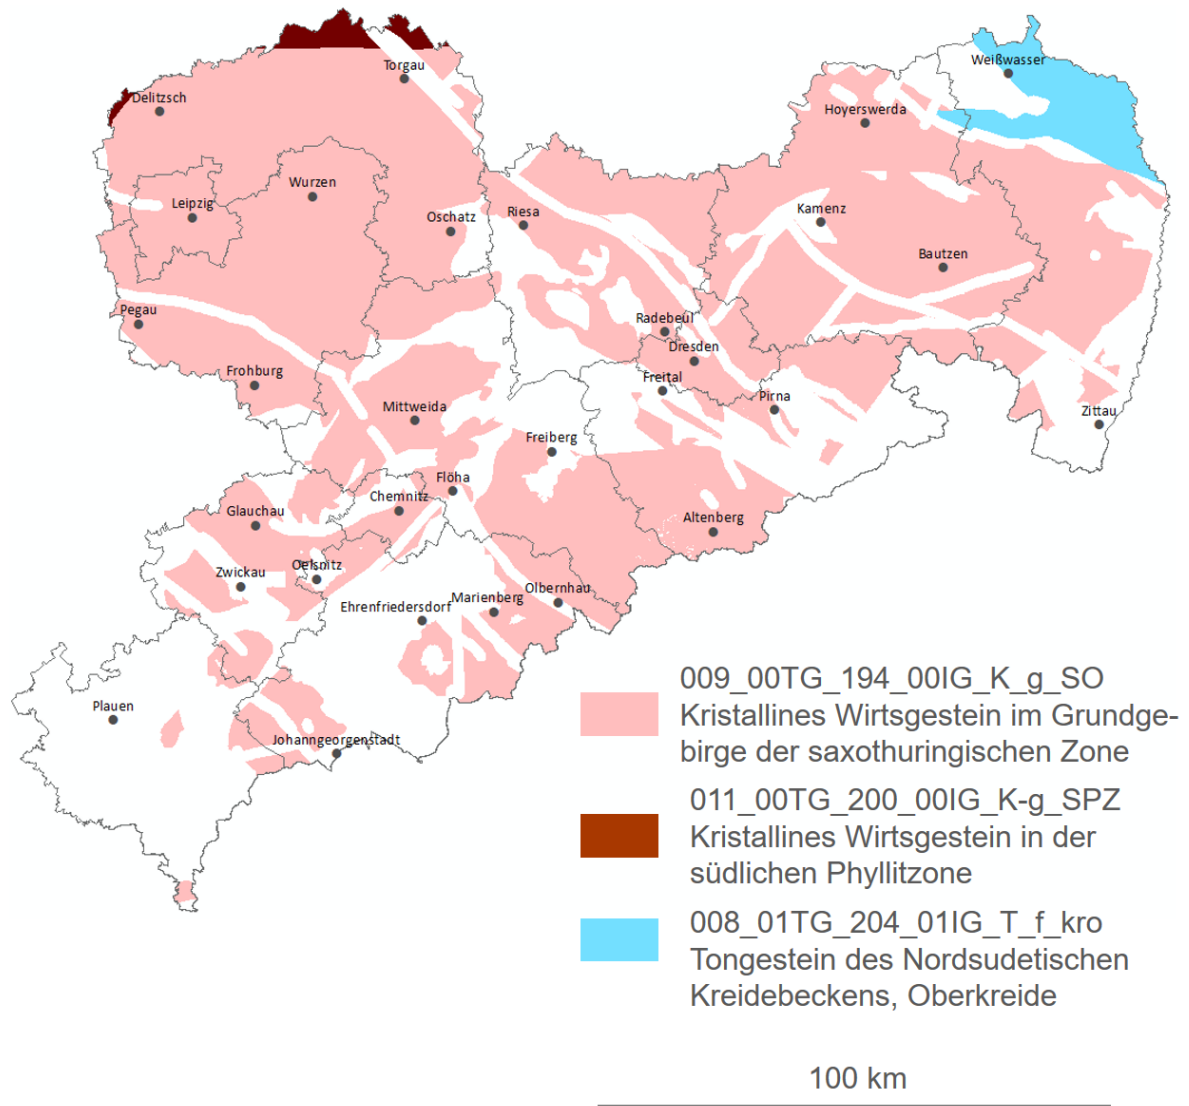 Weißwasser
Torgau
Delitzsch
Hoyerswerda
Wurzen
Leipzig
Kamenz
Riesa
Oschatz
Bautzen
Pegau
Radebeul
Dresden
Frohburg
Freital
Pirna
Mittweida
Zittau
Freiberg
Flöha
Chemnitz
Glauchau
Altenberg
Oelsnitz
Zwickau
Olbernhau
Marienberg
Ehrenfriedersdorf
Plauen
Johanngeorgenstadt
009_00TG_194_00IG_K_g_SO
Kristallines Wirtsgestein im Grundge-
birge der saxothuringischen Zone
011_00TG_200_00IG_K-g_SPZ
Kristallines Wirtsgestein in der
südlichen Phyllitzone
008_01TG_204_01IG_T_f_kro
Tongestein des Nordsudetischen
Kreidebeckens, Oberkreide
100 km